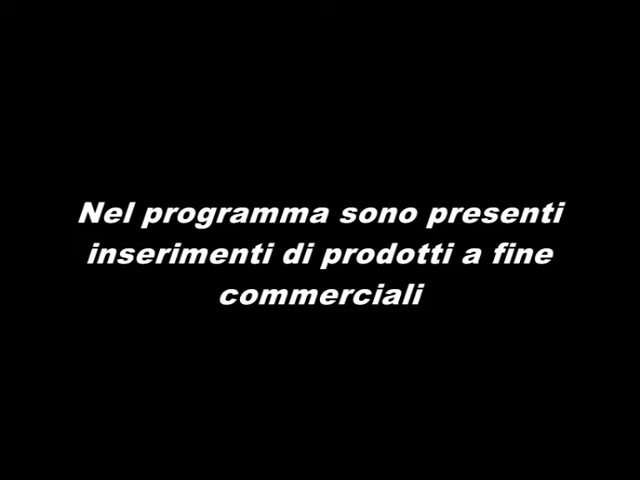 Nel programma sono presenti
inserimenti di prodotti a fine
commerciali